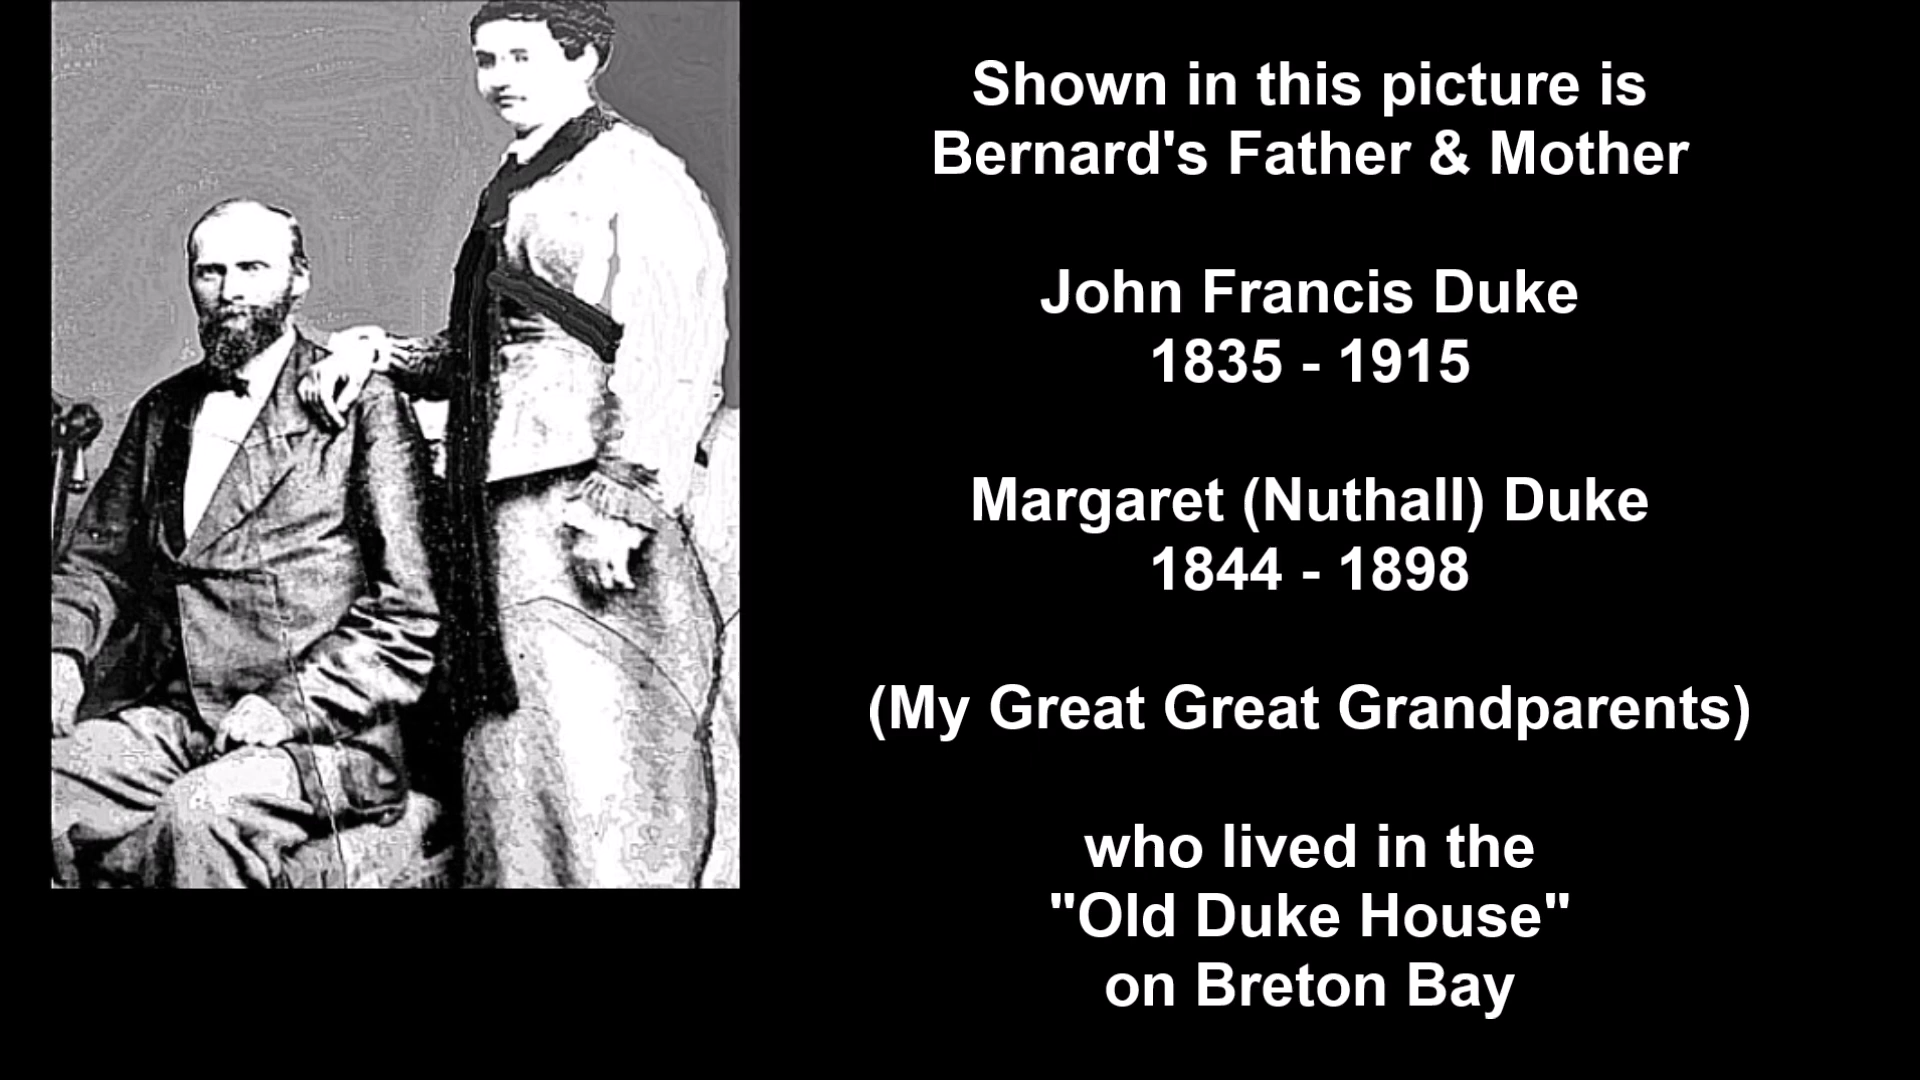 Shown in this picture is
Bernard's Father & Mother
John Francis Duke
1835 - 1915
Margaret (Nuthall) Duke
1844 - 1898
(My Great Great Grandparents)
who lived in the
"Old Duke House"
on Breton Bay